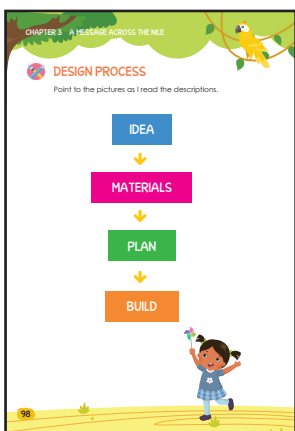 CHAPTER 3 A MESSAGE ACROSS THE NILE
DESIGN PROCESS
Point to the pictures as I read the descriptions.
IDEA
MATERIALS
PLAN
BUILD
98